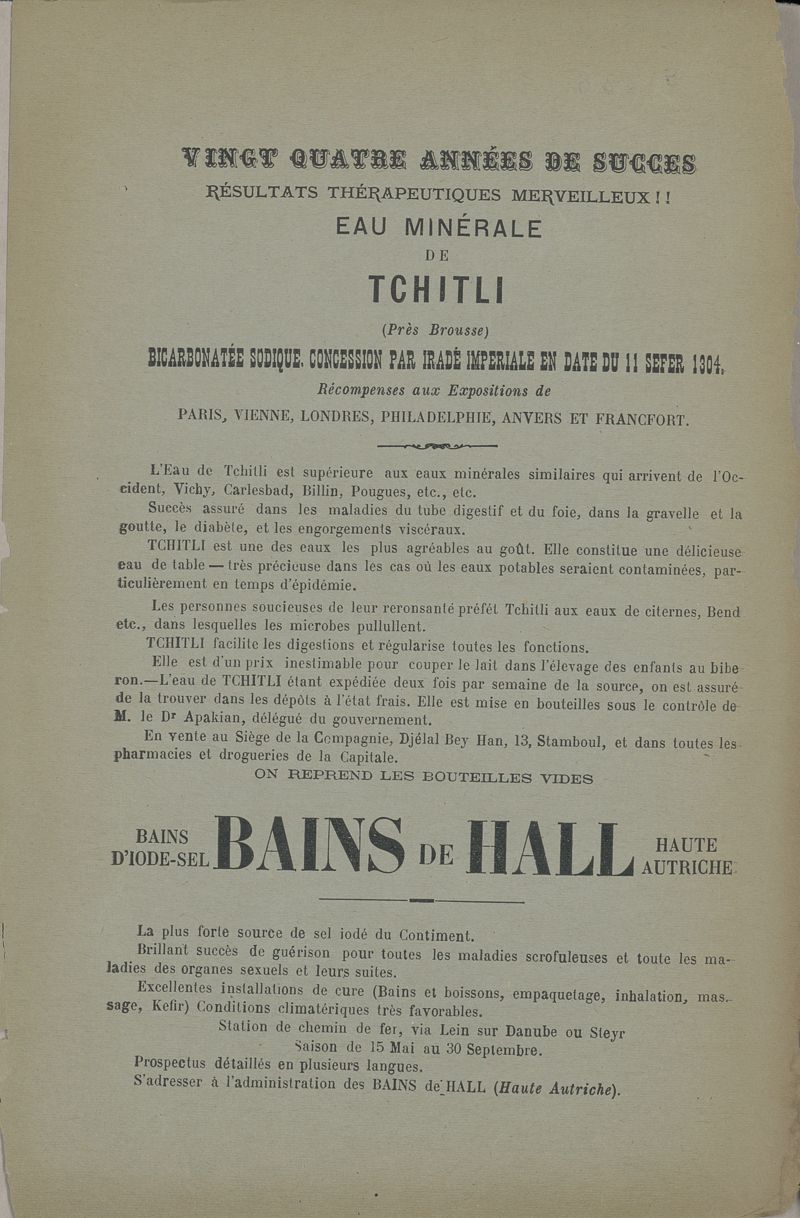 VINGT QUATRE ANNÉES DE SUCCES
RÉSULTATS THÉRAPEUTIQUES MERVEILLEUX!!
EAU MINÉRALE
DE
TCHITLI
(Près Brousse)
BICARBONATÉE SODIQUE. CONCESSION PAR IRADÉ IMPERIALE EN DATE DU 11 SEFER 1304.
Récompenses aux Expositions de
PARIS, VIENNE, LONDRES, PHILADELPHIE, ANVERS ET FRANCFORT.
L'Eau de Tchitli est supérieure aux eaux minérales similaires qui arrivent de l'Oc-
cident, Vichy, Carlesbad, Billin, Pougues, etc., etc.
Succès assuré dans les maladies du tube digestif et du foie, dans la gravelle et la
goutte, le diabète, et les engorgements viscéraux.
TCHITLI est une des eaux les plus agréables au goût. Elle constitue une délicieuse
eau de table — très précieuse dans les cas où les eaux potables seraient contaminées, par-
ticulièrement en temps d'épidémie.
Les personnes soucieuses de leur reronsanté préfét Tchitli aux eaux de citernes, Bend
etc., dans lesquelles les microbes pullullent.
TCHITLI facilite les digestions et régularise toutes les fonctions.
Elle est d'un prix inestimable pour couper le lait dans l'élevage des enfants au bibe
ron.—L'eau de TCHITLI étant expédiée deux fois par semaine de la source, on est assuré
de la trouver dans les dépôts à l'état frais. Elle est mise en bouteilles sous le contrôle de
M. le Dr Apakian, délégué du gouvernement.
En vente au Siège de la Compagnie, Djélal Bey Han, 13, Stamboul, et dans toutes les
pharmacies et drogueries de la Capitale.
ON REPREND LES BOUTEILLES VIDES
BAINS
D'IODE-SEL
BAINS DE HALL
HAUTE
AUTRICHE
La plus forte source de sel iodé du Contiment.
Brillant succès de guérison pour toutes les maladies scrofuleuses et toute les ma-
ladies des organes sexuels et leurs suites.
Excellentes installations de cure (Bains et boissons, empaquetage, inhalation, mas-
sage, Kefir) Conditions climatériques très favorables.
Station de chemin de fer, via Lein sur Danube ou Steyr
Saison de 15 Mai au 30 Septembre.
Prospectus détaillés en plusieurs langues.
S'adresser à l'administration des BAINS de HALL (Haute Autriche).